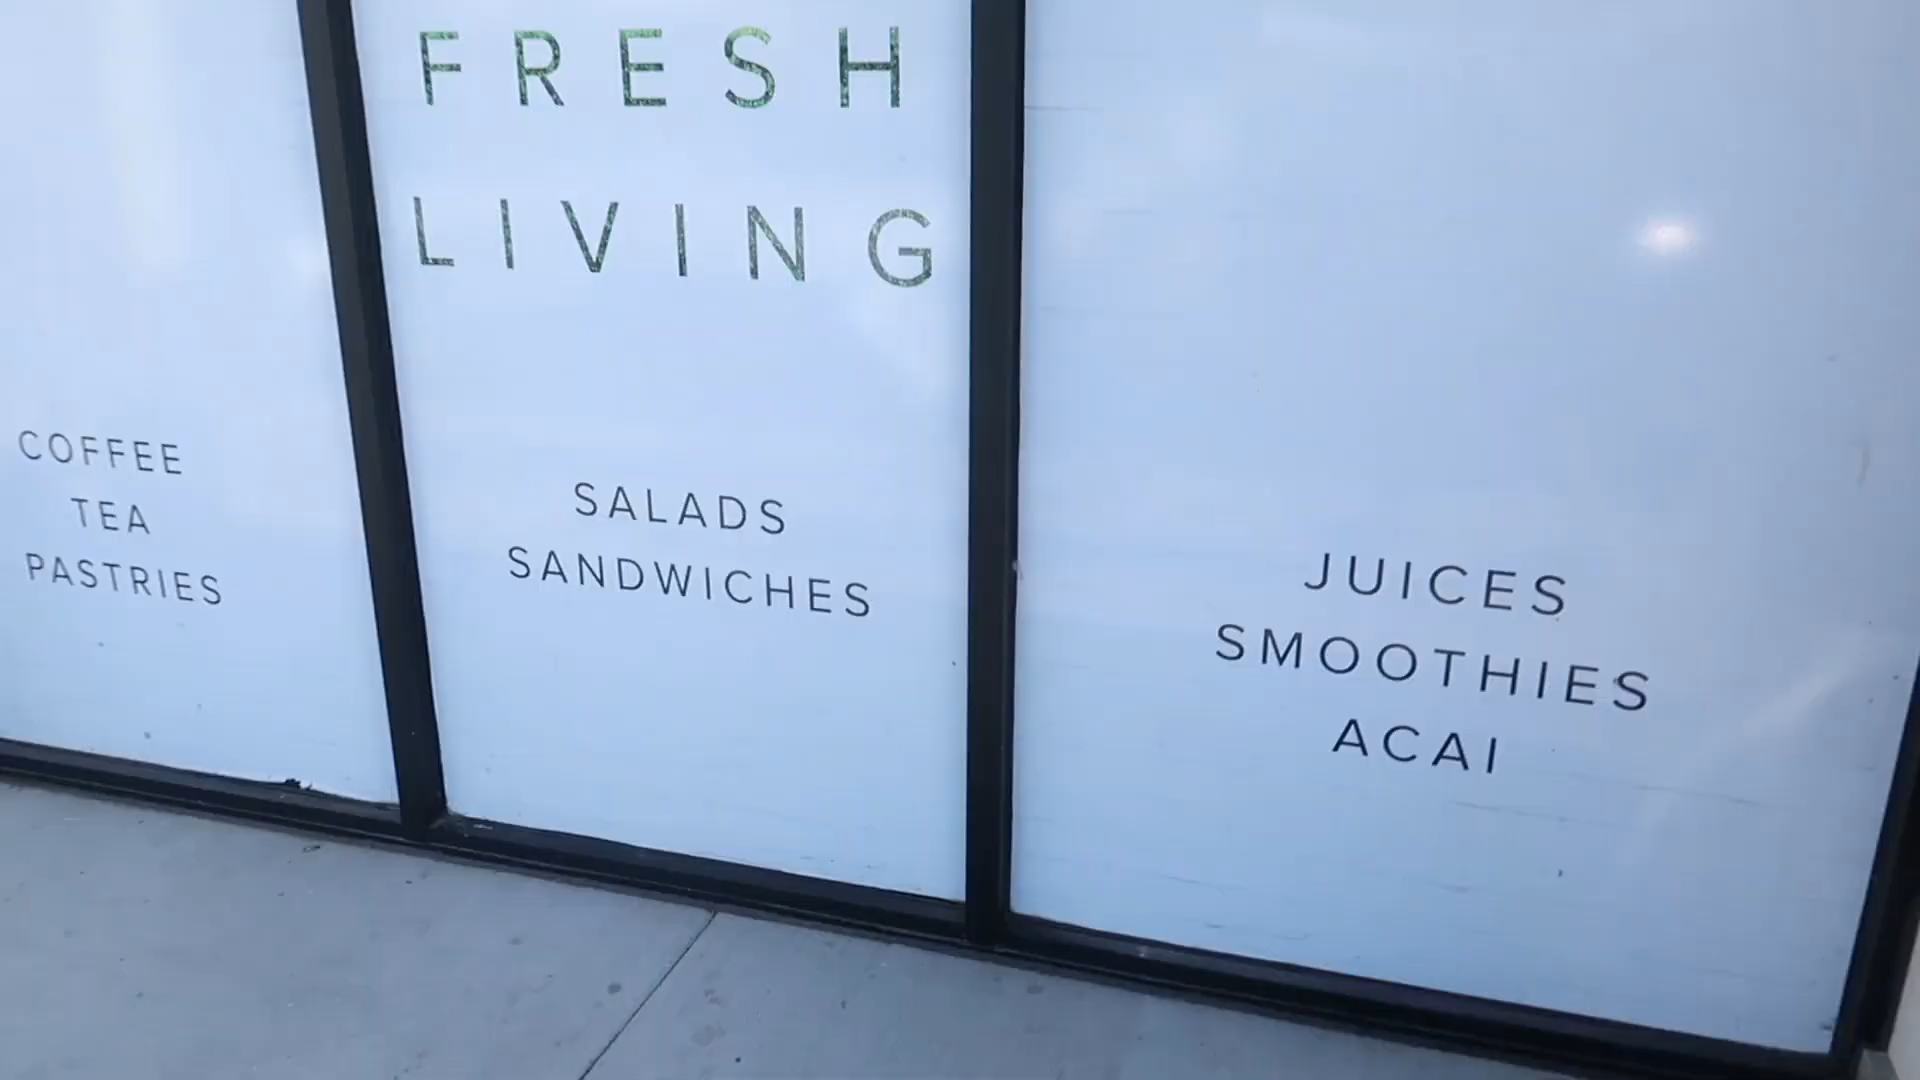 FRESH
LIVING
COFFEE
TEA
PASTRIES
SALADS
SANDWICHES
JUICES
SMOOTHIES
ACAI